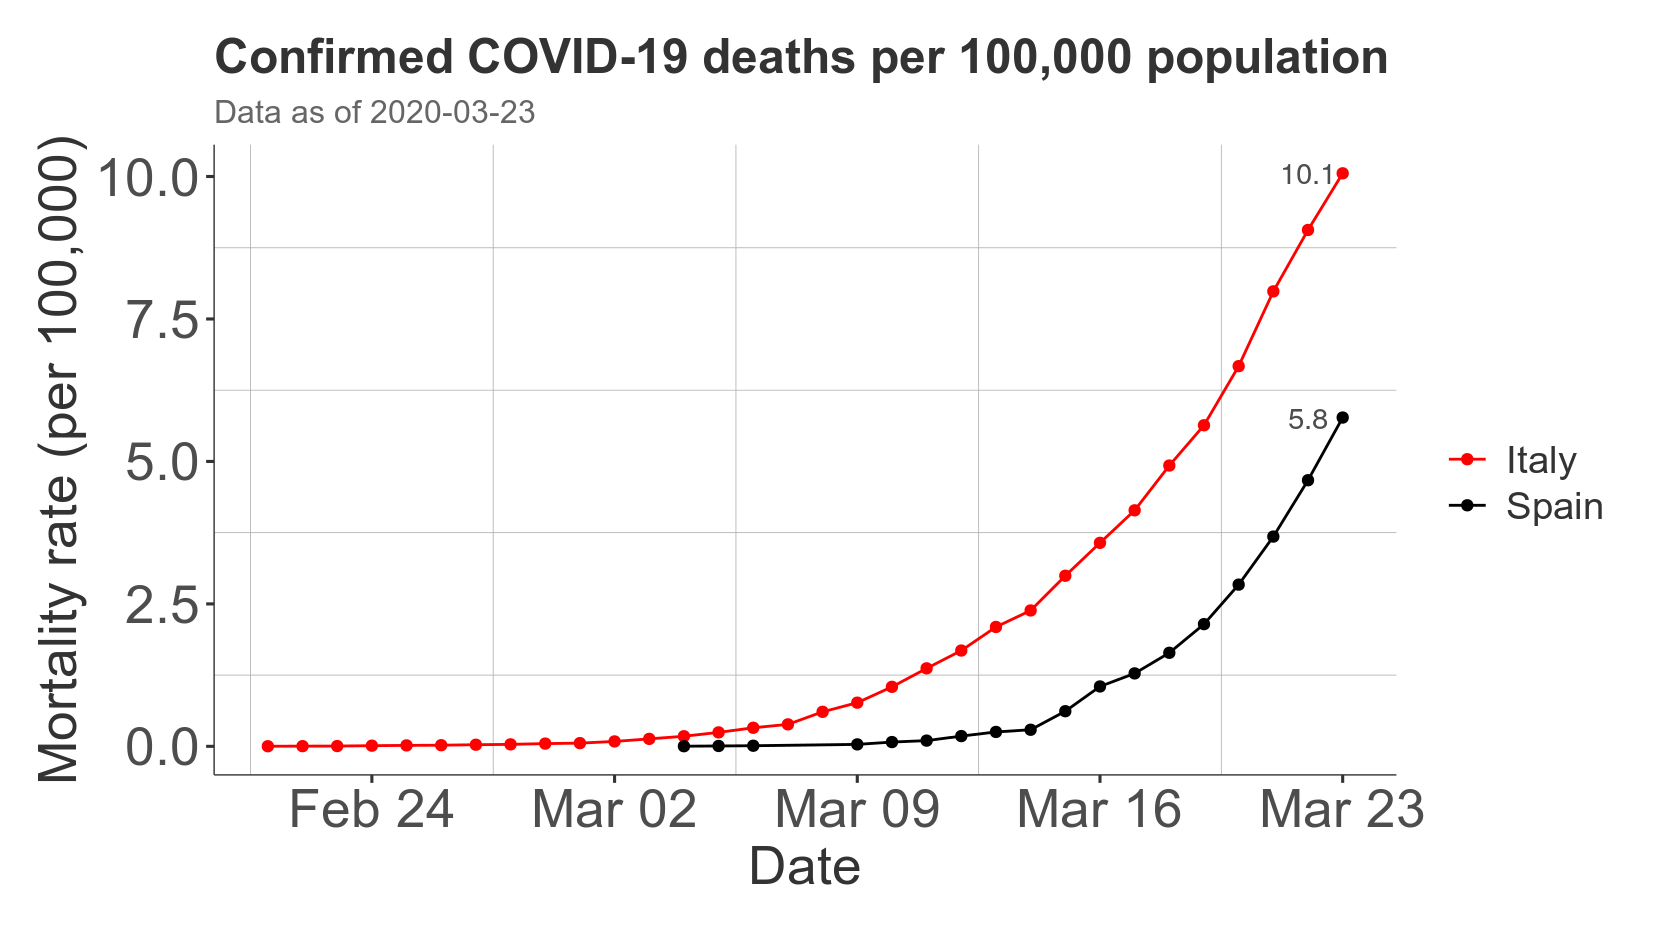 Confirmed COVID-19 deaths per 100,000 population
Data as of 2020-03-23
Mortality rate (per 100,000)
10.0
7.5
5.0
2.5
0.0
10.1
5.8
Italy
Spain
Feb 24
Mar 02
Mar 09
Mar 16
Mar 23
Date